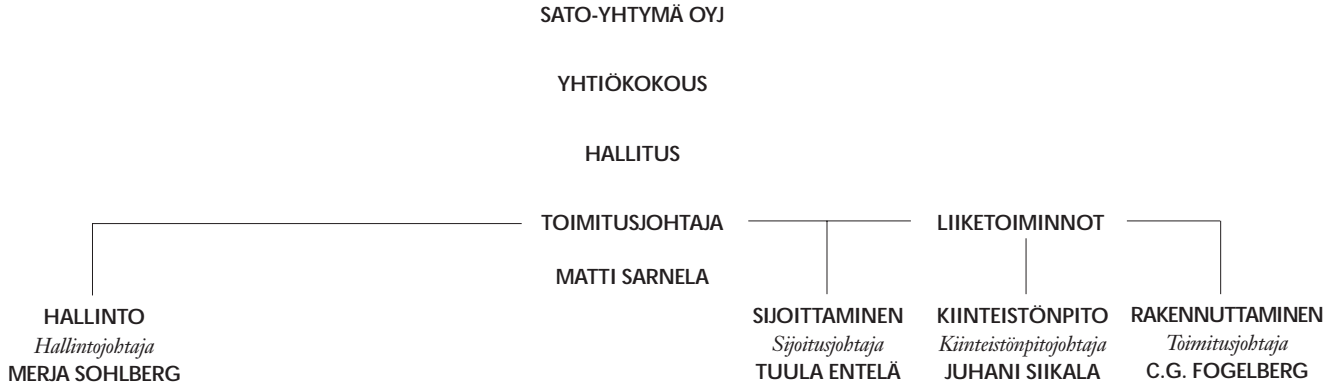 SATO-YHTYMÄ OYJ
YHTIÖKOKOUS
HALLITUS
TOIMITUSJOHTAJA
LIIKETOIMINNOT
MATTI SARNELA
HALLINTO
Hallintojohtaja
MERJA SOHLBERG
SIJOITTAMINEN
Sijoitusjohtaja
TUULA ENTELÄ
KIINTEISTÖNPITO
Kiinteistönpitojohtaja
JUHANI SIIKALA
RAKENNUTTAMINEN
Toimitusjohtaja
C.G. FOGELBERG